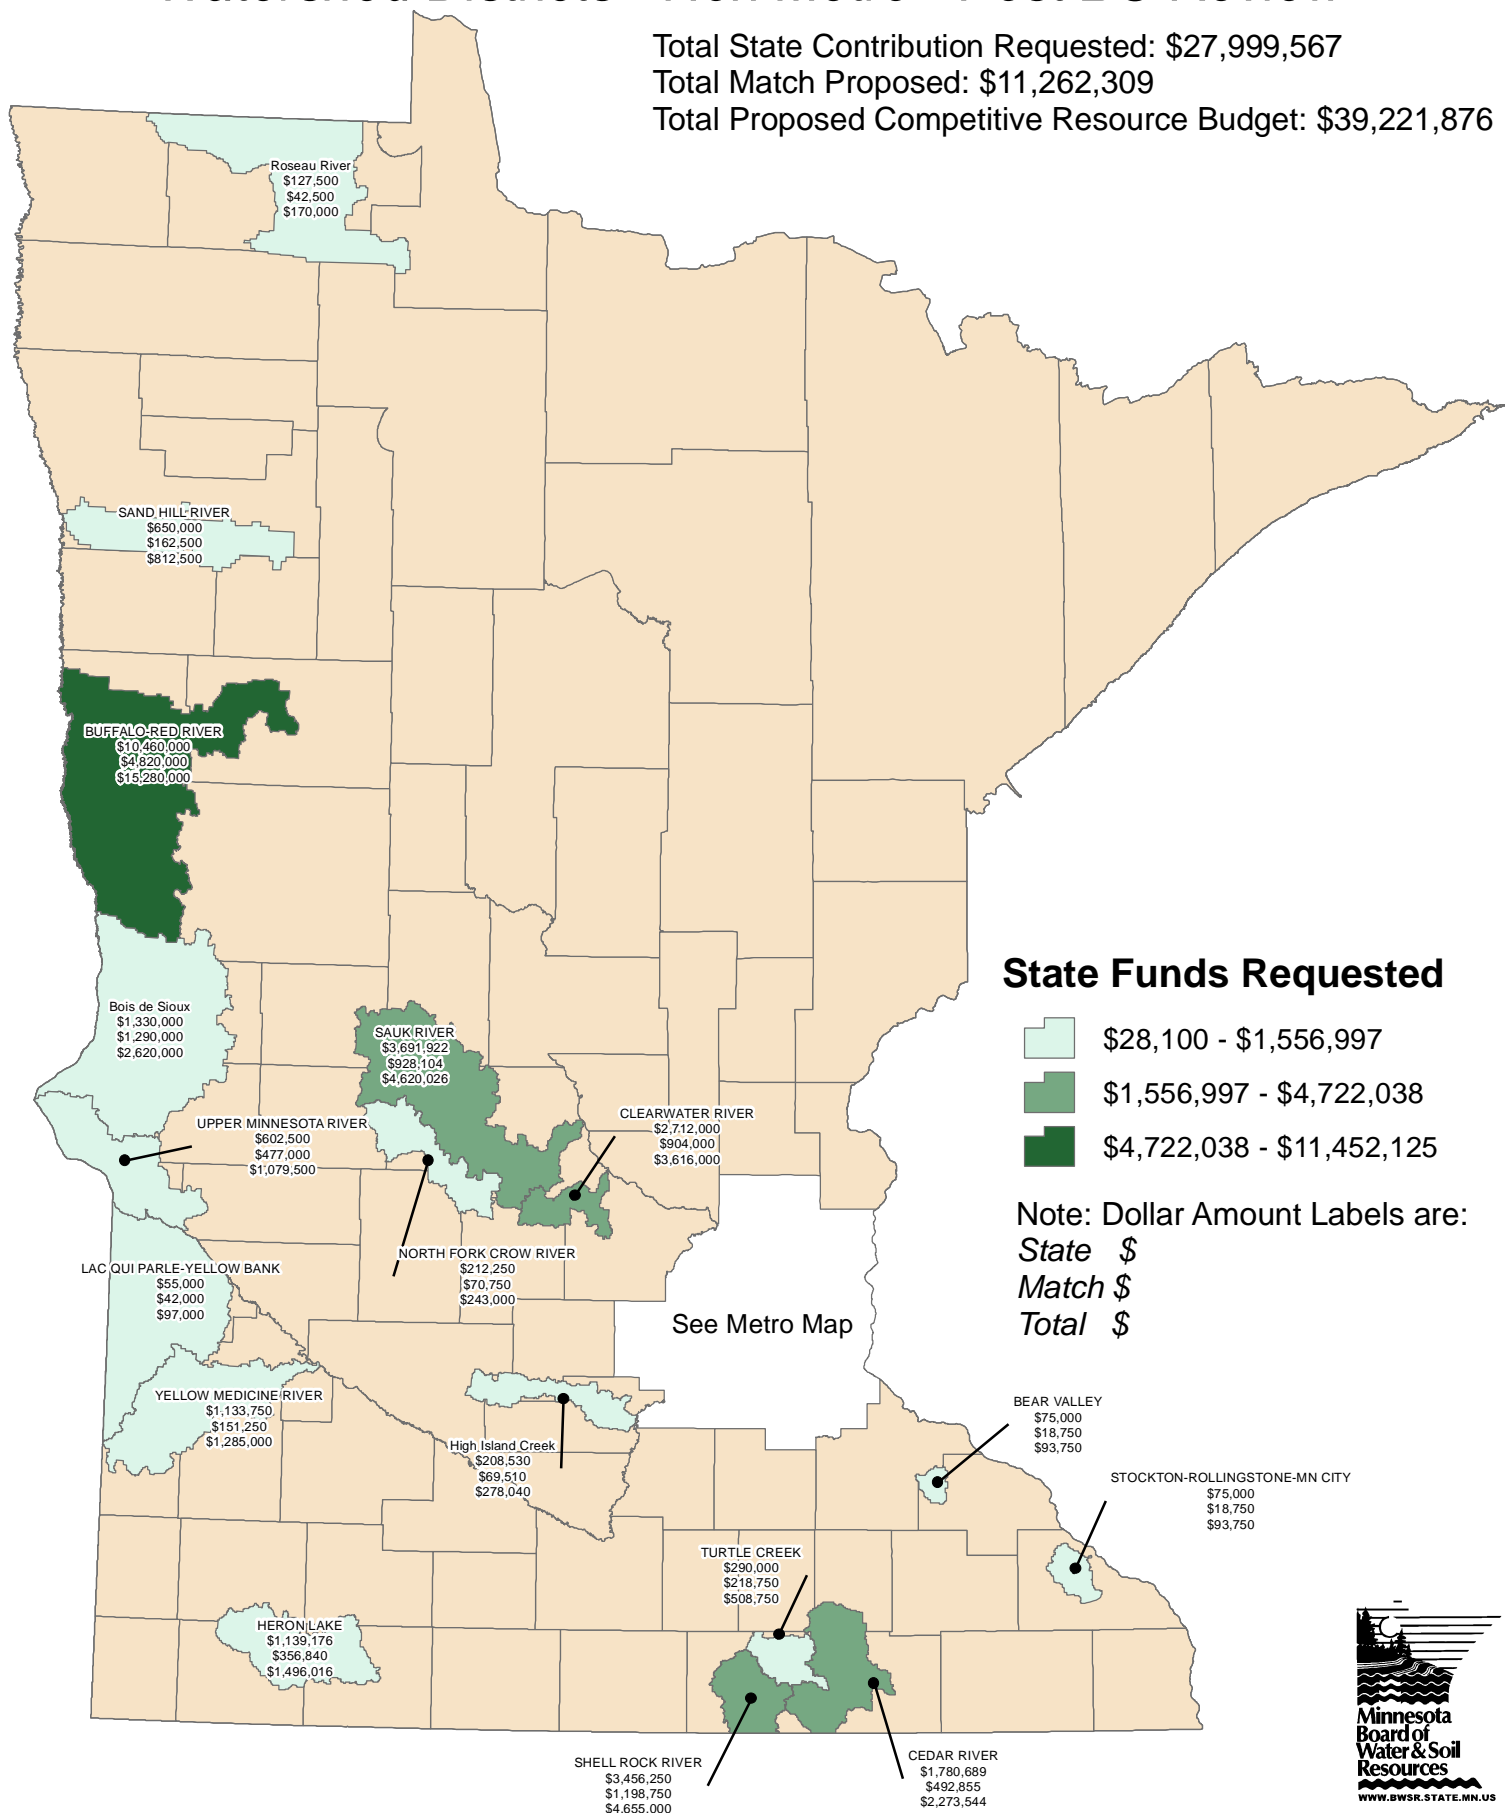 Total State Contribution Requested: $27,999,567
Total Match Proposed: $11,262,309
Total Proposed Competitive Resource Budget: $39,221,876
Roseau River
$127,500
$42,500
$170,000
SAND HILL RIVER
$650,000
$162,500
$812,500
BUFFALO-RED RIVER
$10,460,000
$4,820,000
$15,280,000
Bois de Sioux
$1,330,000
$1,290,000
$2,620,000
SAUK RIVER
$3,691,922
$928,104
$4,620,026
UPPER MINNESOTA RIVER
$602,500
$477,000
$1,079,500
CLEARWATER RIVER
$2,712,000
$904,000
$3,616,000
NORTH FORK CROW RIVER
$212,250
$70,750
$243,000
LAC QUI PARLE-YELLOW BANK
$55,000
$42,000
$97,000
State Funds Requested
$28,100 - $1,556,997
$1,556,997 - $4,722,038
$4,722,038 - $11,452,125
Note: Dollar Amount Labels are:
State $
Match $
Total $
See Metro Map
YELLOW MEDICINE RIVER
$1,133,750
$151,250
$1,285,000
High Island Creek
$208,530
$69,510
$278,040
BEAR VALLEY
$75,000
$18,750
$93,750
STOCKTON-ROLLINGSTONE-MN CITY
$75,000
$18,750
$93,750
TURTLE CREEK
$290,000
$218,750
$508,750
HERON LAKE
$1,139,176
$356,840
$1,496,016
SHELL ROCK RIVER
$3,456,250
$1,198,750
$4,655,000
CEDAR RIVER
$1,780,689
$492,855
$2,273,544
Minnesota
Board of
Water & Soil
Resources
WWW.BWSR.STATE.MN.US